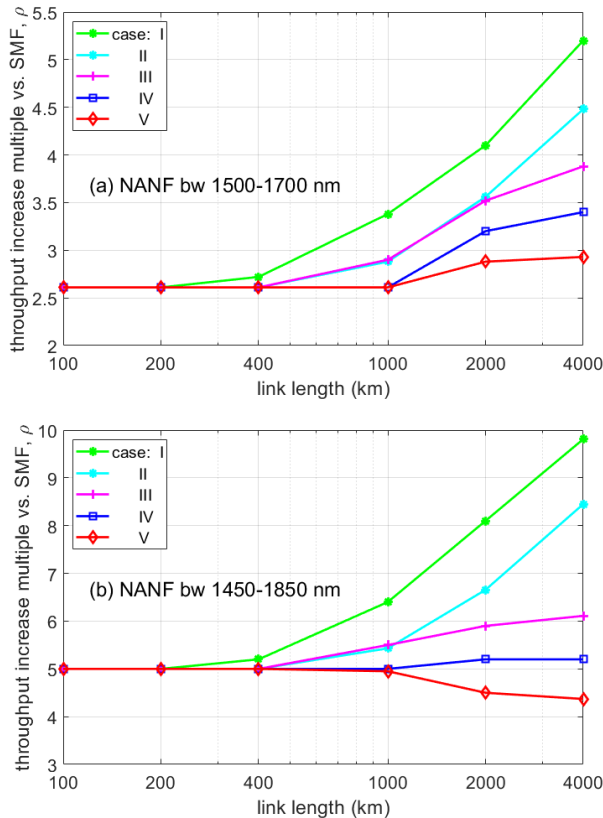 5.5
5
4.5
4
3.5
3
2.5
2
throughput increase multiple vs. SMF, ρ
case: I
II
III
IV
V
(a) NANF bw 1500-1700 nm
100 200 400 1000 2000 4000
link length (km)
10
9
8
7
6
5
4
3
throughput increase multiple vs. SMF, ρ
case: I
II
III
IV
V
(b) NANF bw 1450-1850 nm
100 200 400 1000 2000 4000
link length (km)